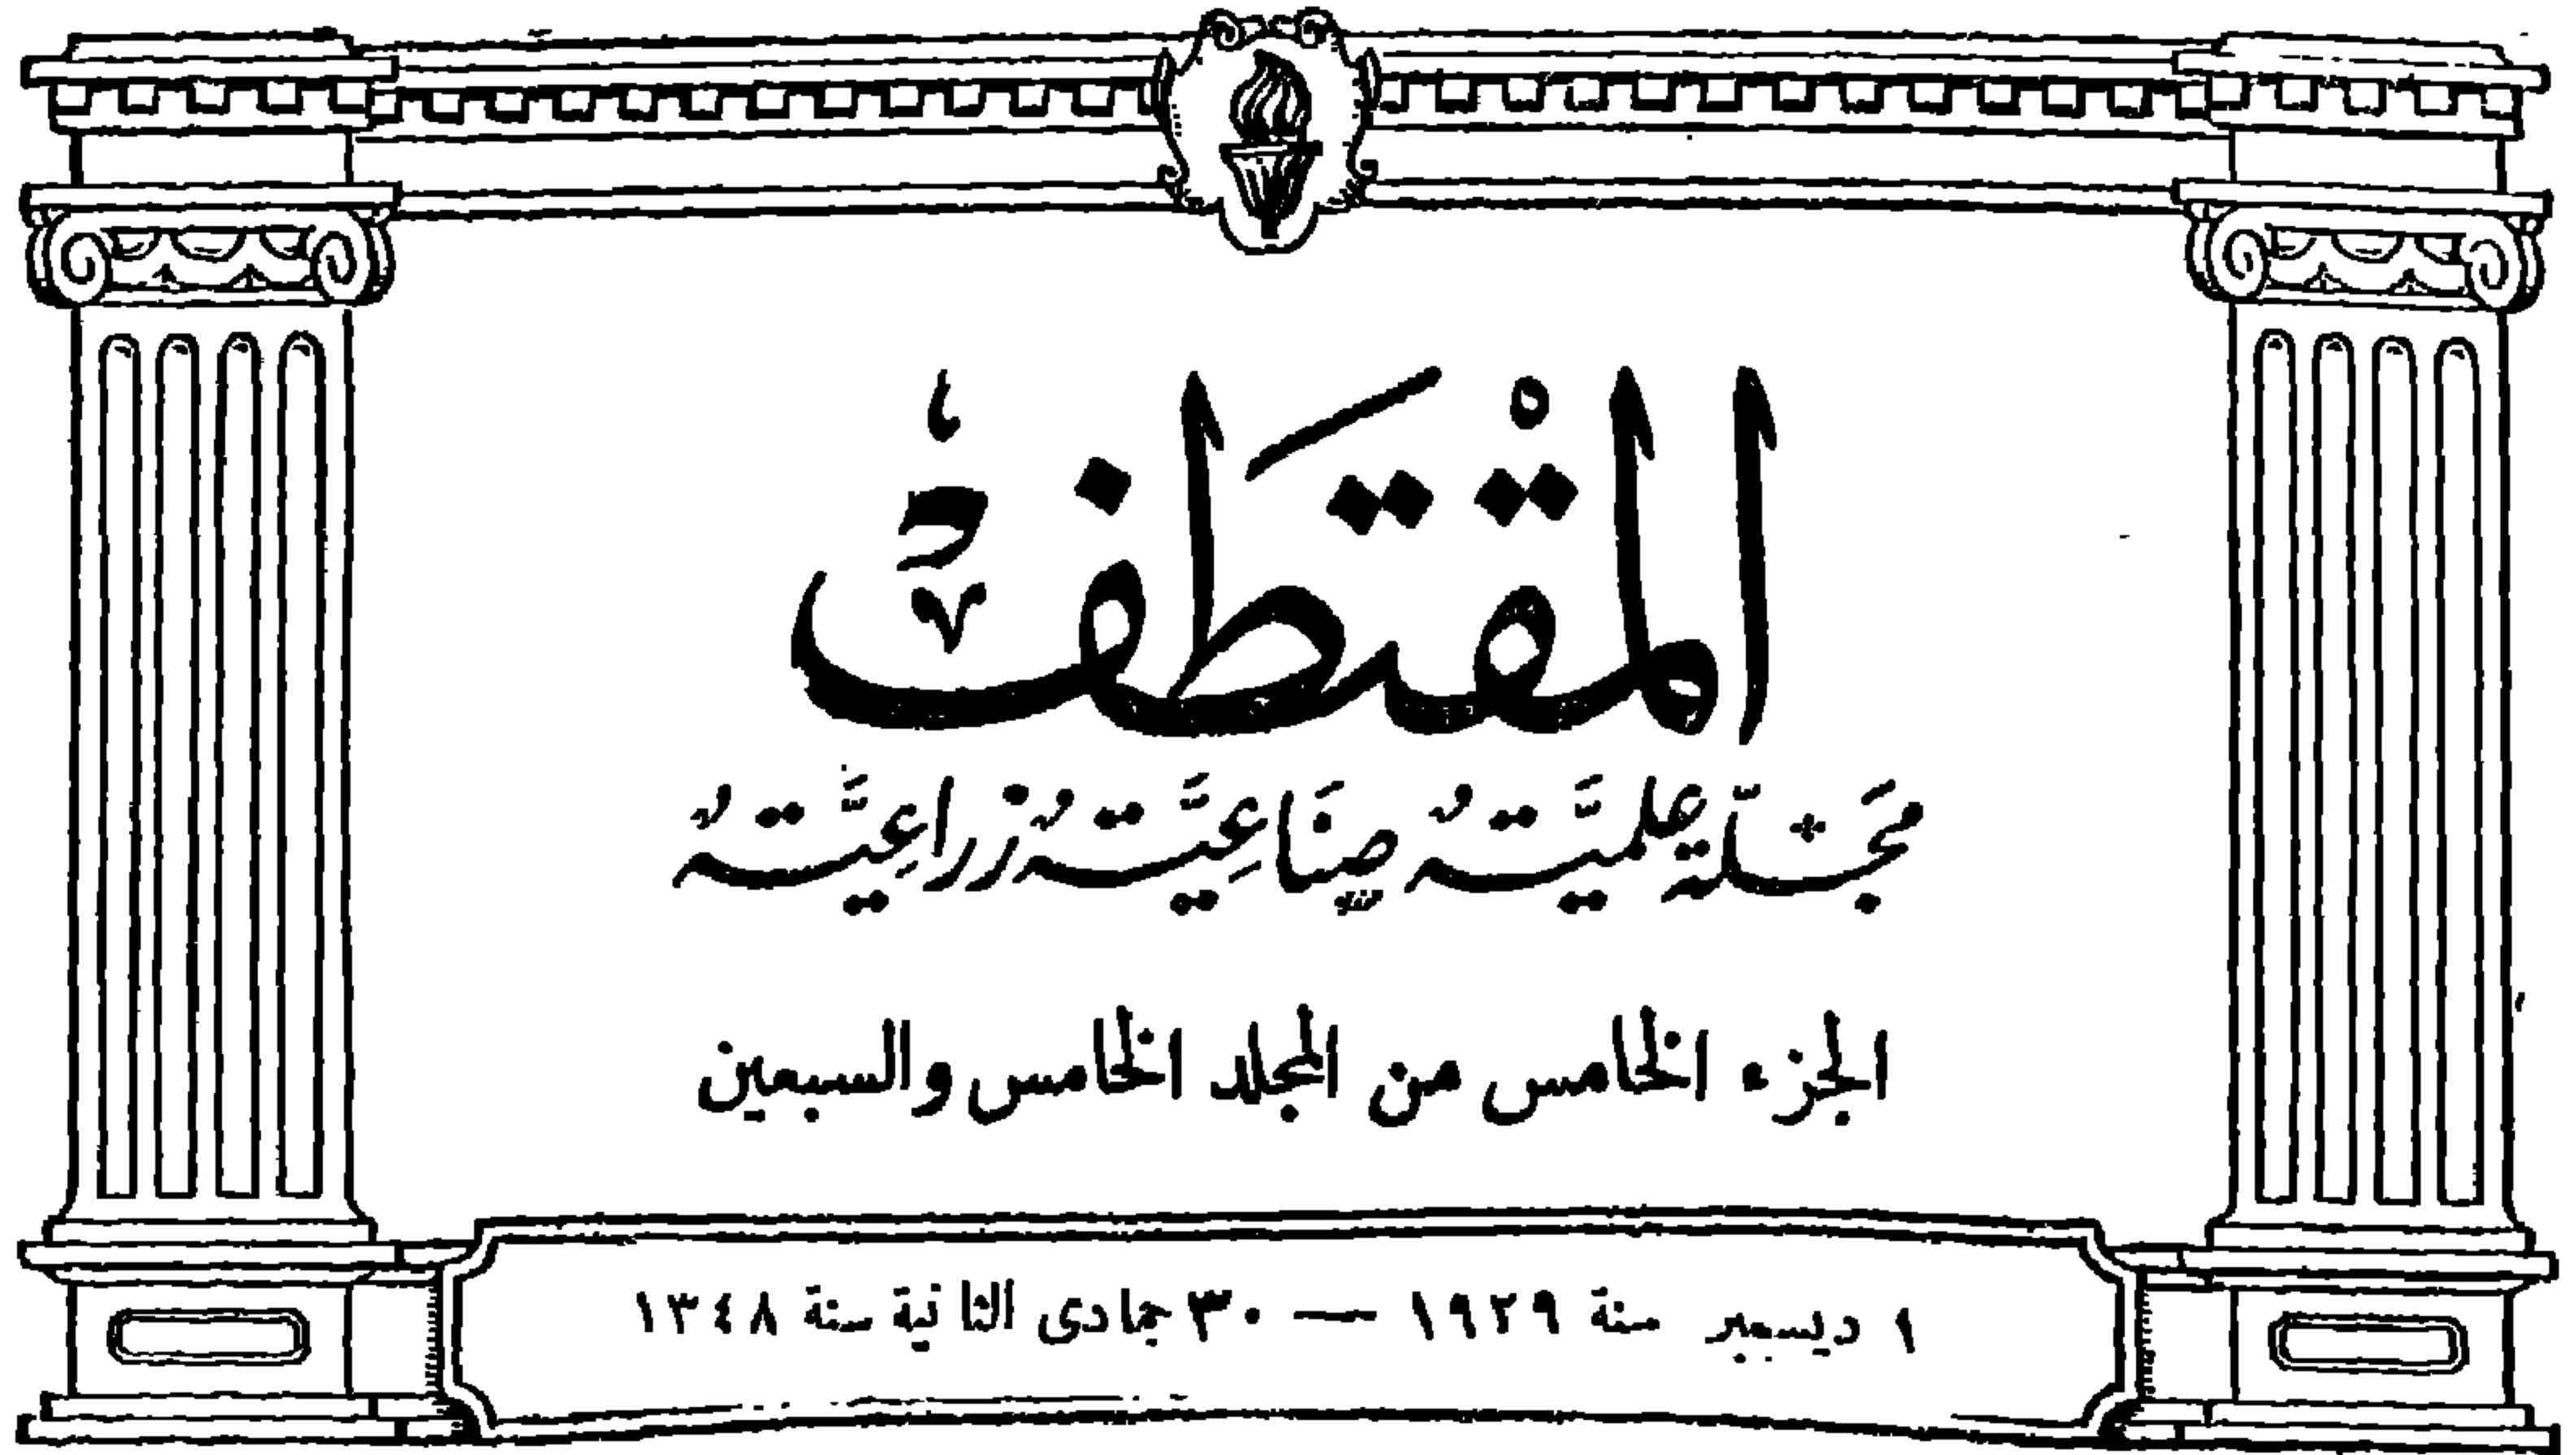 المقتطف
مجلة علمية صناعية زراعية
الجزء الخامس من المجلد الخامس والسبعين
١ ديسمبر سنة ١٩٢٩ — ٣٠ جمادى الثانية سنة ١٣٤٨